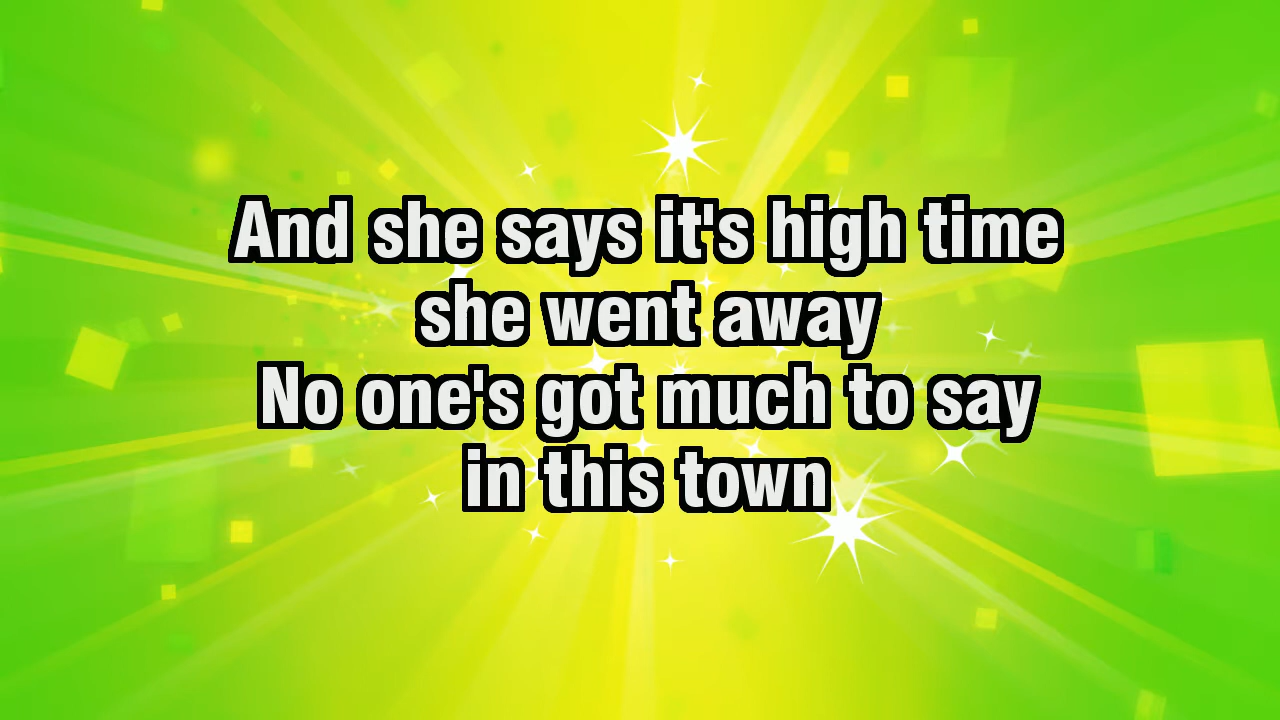 And she says it's high time
she went away
No one's got much to say
in this town